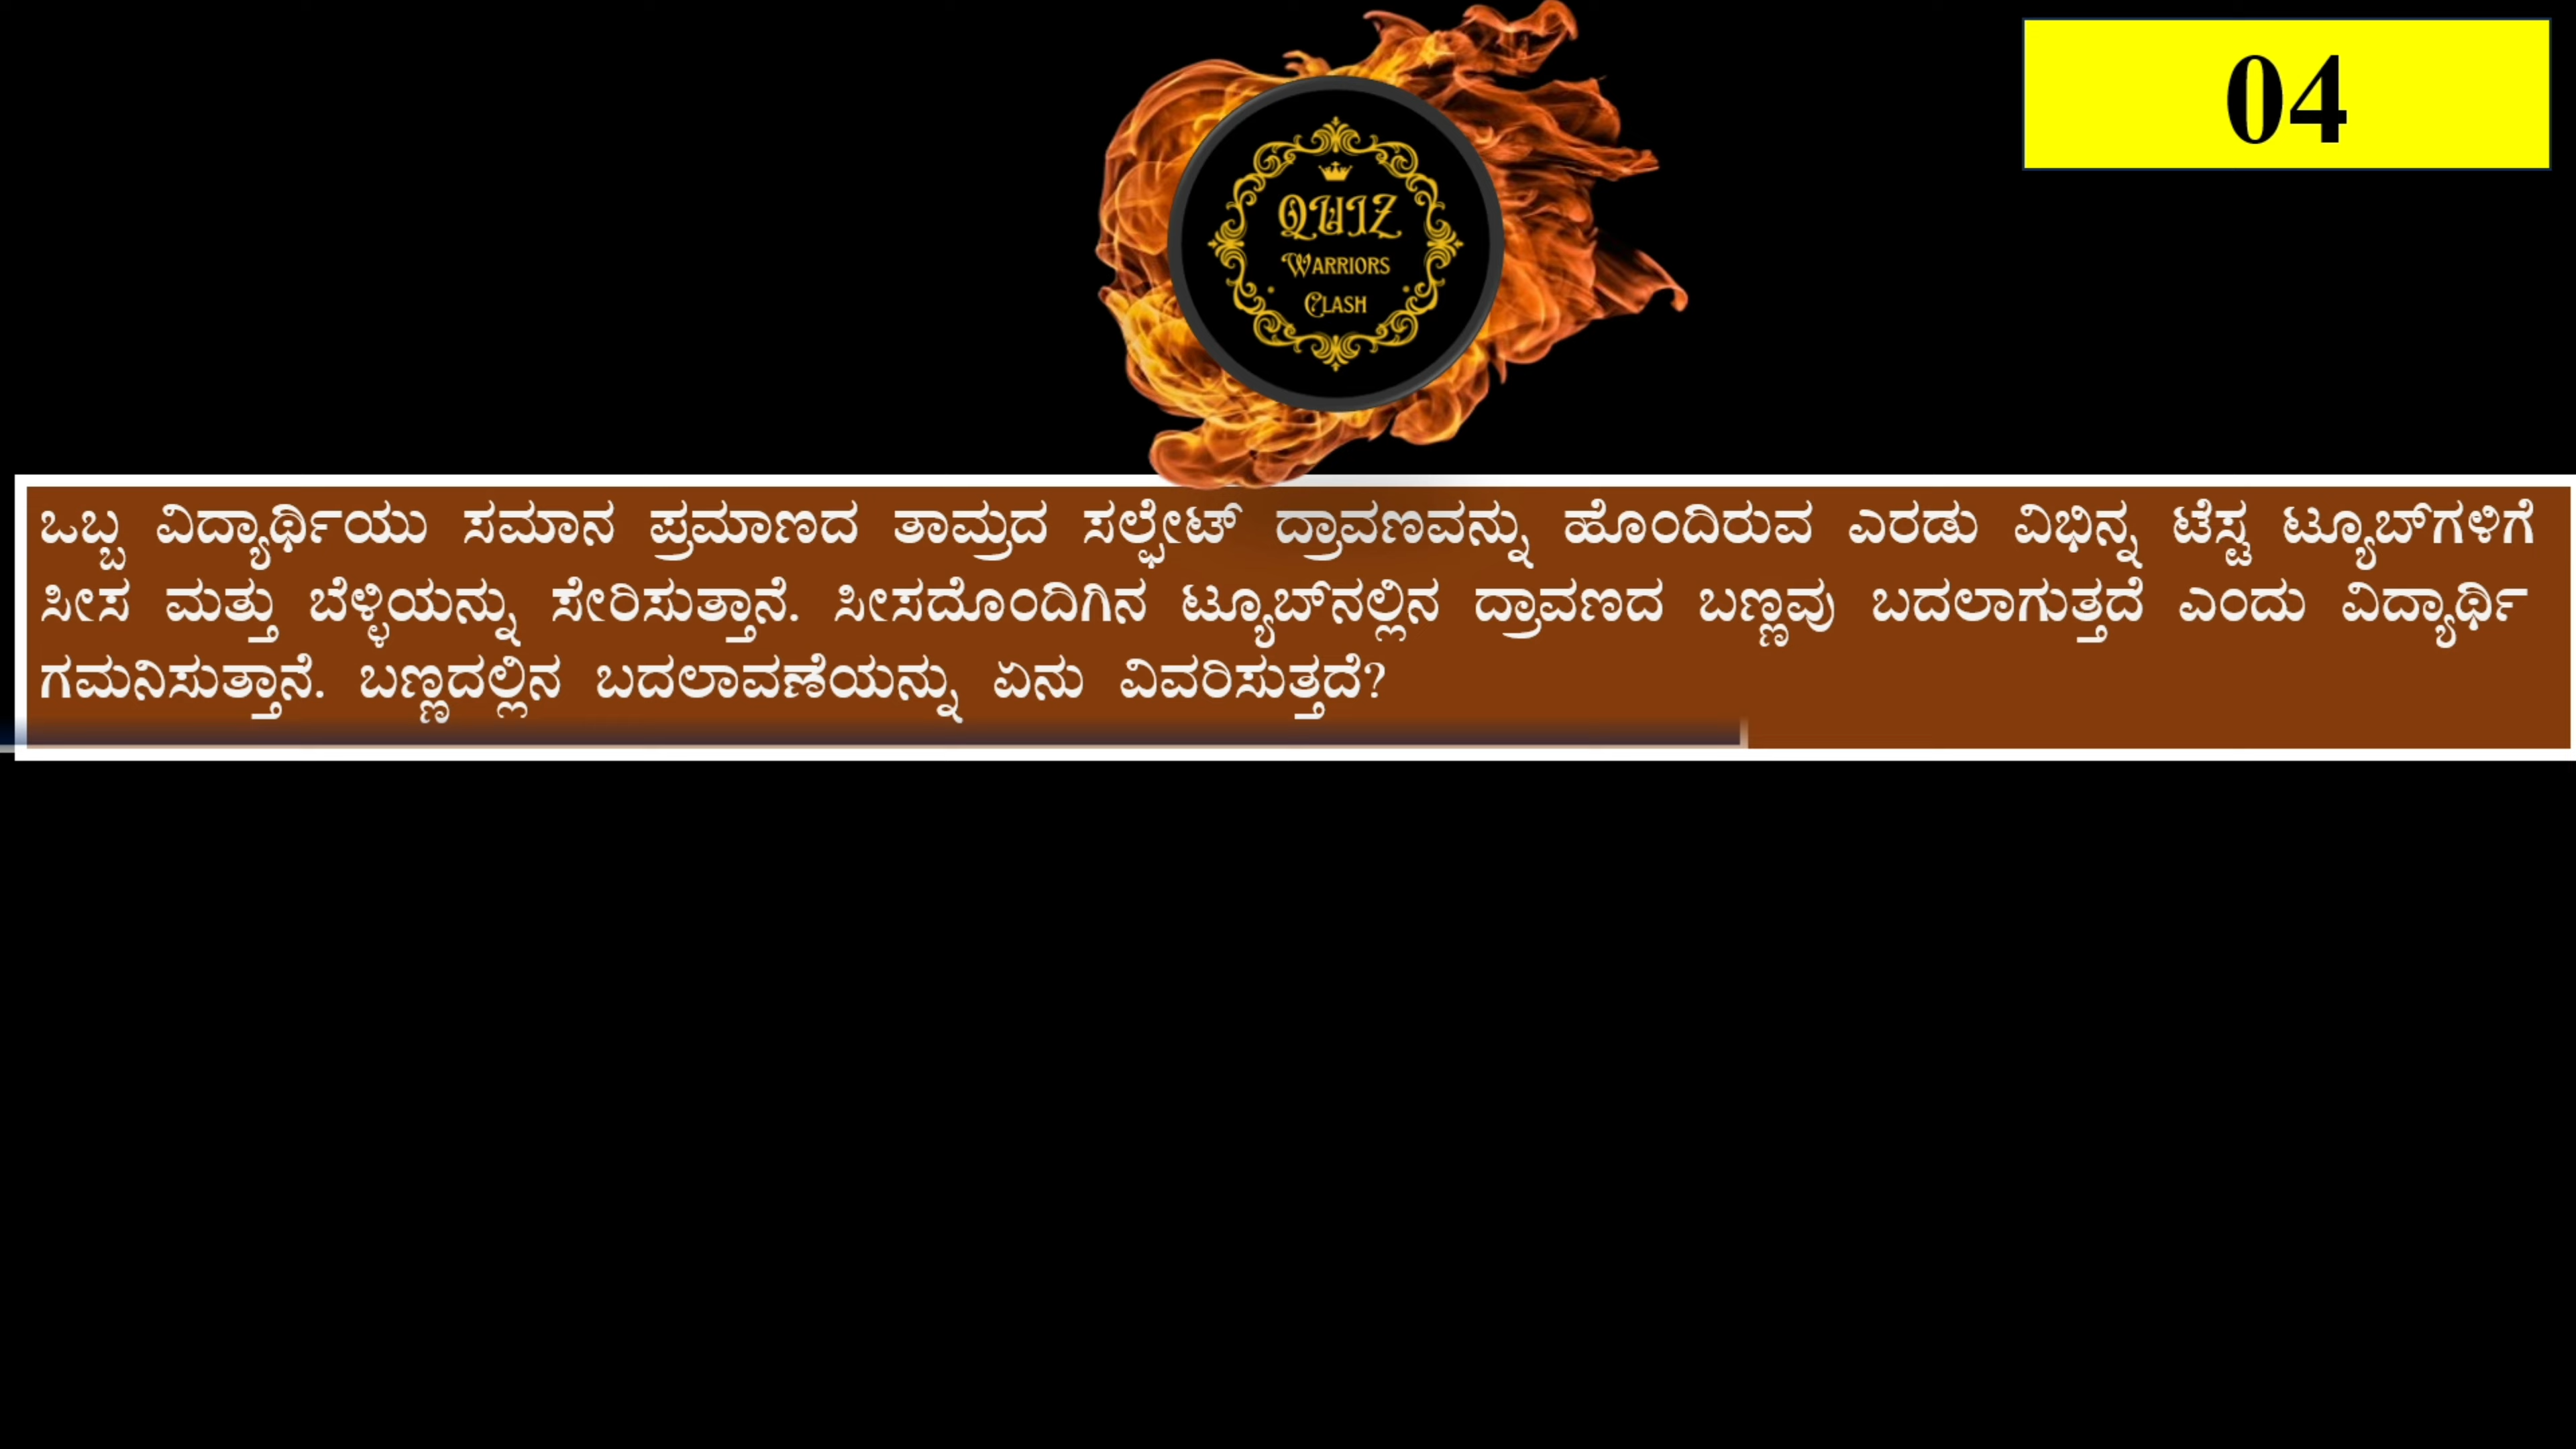 04
QUIZ
WARRIORS
CLASH
ಒಬ್ಬ ವಿದ್ಯಾರ್ಥಿಯು ಸಮಾನ ಪ್ರಮಾಣದ ತಾಮ್ರದ ಸಲ್ಫೇಟ್ ದ್ರಾವಣವನ್ನು ಹೊಂದಿರುವ ಎರಡು ವಿಭಿನ್ನ ಟೆಸ್ಟ ಟ್ಯೂಬ್‌ಗಳಿಗೆ
ಸೀಸ ಮತ್ತು ಬೆಳ್ಳಿಯನ್ನು ಸೇರಿಸುತ್ತಾನೆ. ಸೀಸದೊಂದಿಗಿನ ಟ್ಯೂಬ್‌ನಲ್ಲಿನ ದ್ರಾವಣದ ಬಣ್ಣವು ಬದಲಾಗುತ್ತದೆ ಎಂದು ವಿದ್ಯಾರ್ಥಿ
ಗಮನಿಸುತ್ತಾನೆ. ಬಣ್ಣದಲ್ಲಿನ ಬದಲಾವಣೆಯನ್ನು ಏನು ವಿವರಿಸುತ್ತದೆ?